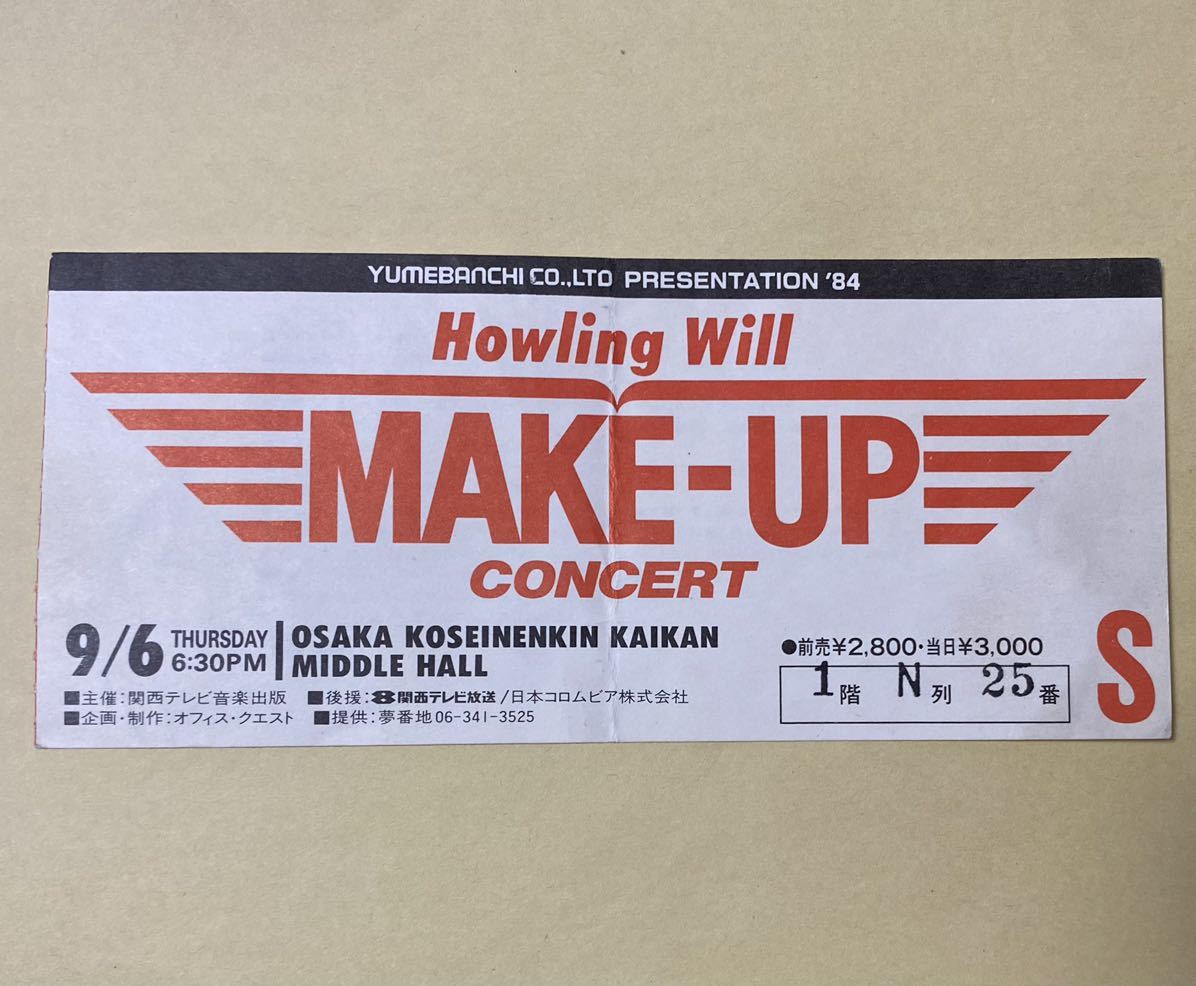 YUMEBANCHI CO.,LTD PRESENTATION '84
Howling Will
MAKE-UP
CONCERT
9/6 THURSDAY 6:30PM
OSAKA KOSEINENKIN KAIKAN
MIDDLE HALL
■主催:関西テレビ音楽出版 ■後援:8関西テレビ放送/日本コロムビア株式会社
■企画・制作:オフィス・クエスト ■提供:夢番地06-341-3525
●前売¥2,800・当日¥3,000
1階 N列 25番
S